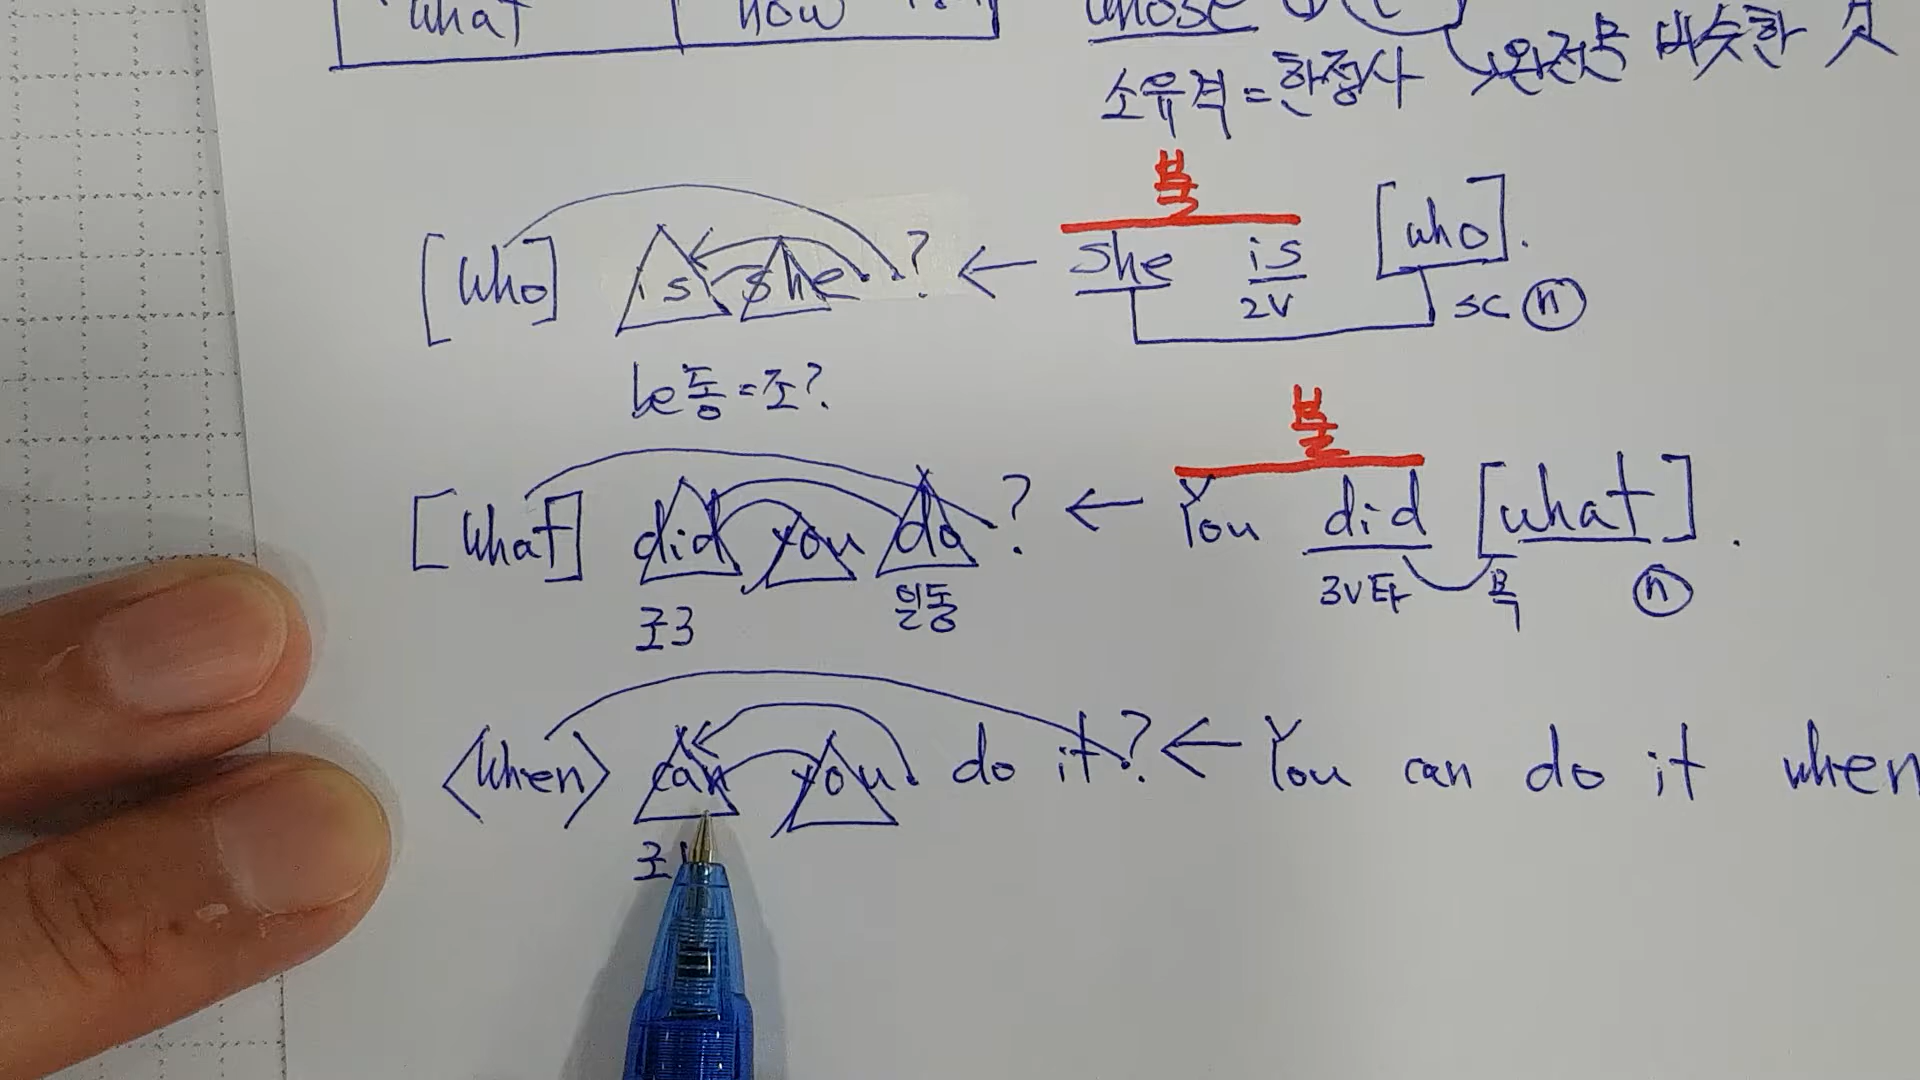 what how
whose
소유격 = 한정사 완전은 비슷한 것
불
[Who] is she ? ← she is [who].
2V SC n
be동 = 조?
불
[What] did you do ? ← You did [what].
조3 일동 3V타 목 n
<When> can you do it? ← You can do it when
조1